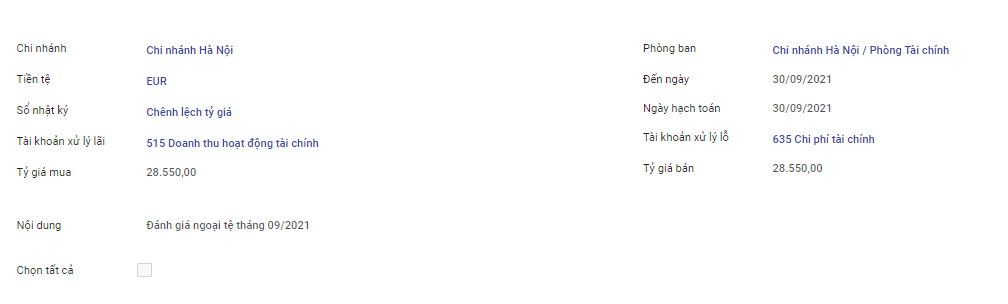 Chi nhánh Chi nhánh Hà Nội Phòng ban Chi nhánh Hà Nội / Phòng Tài chính
Tiền tệ EUR Đến ngày 30/09/2021
Sổ nhật ký Chênh lệch tỷ giá Ngày hạch toán 30/09/2021
Tài khoản xử lý lãi 515 Doanh thu hoạt động tài chính Tài khoản xử lý lỗ 635 Chi phí tài chính
Tỷ giá mua 28.550,00 Tỷ giá bán 28.550,00
Nội dung Đánh giá ngoại tệ tháng 09/2021
Chọn tất cả